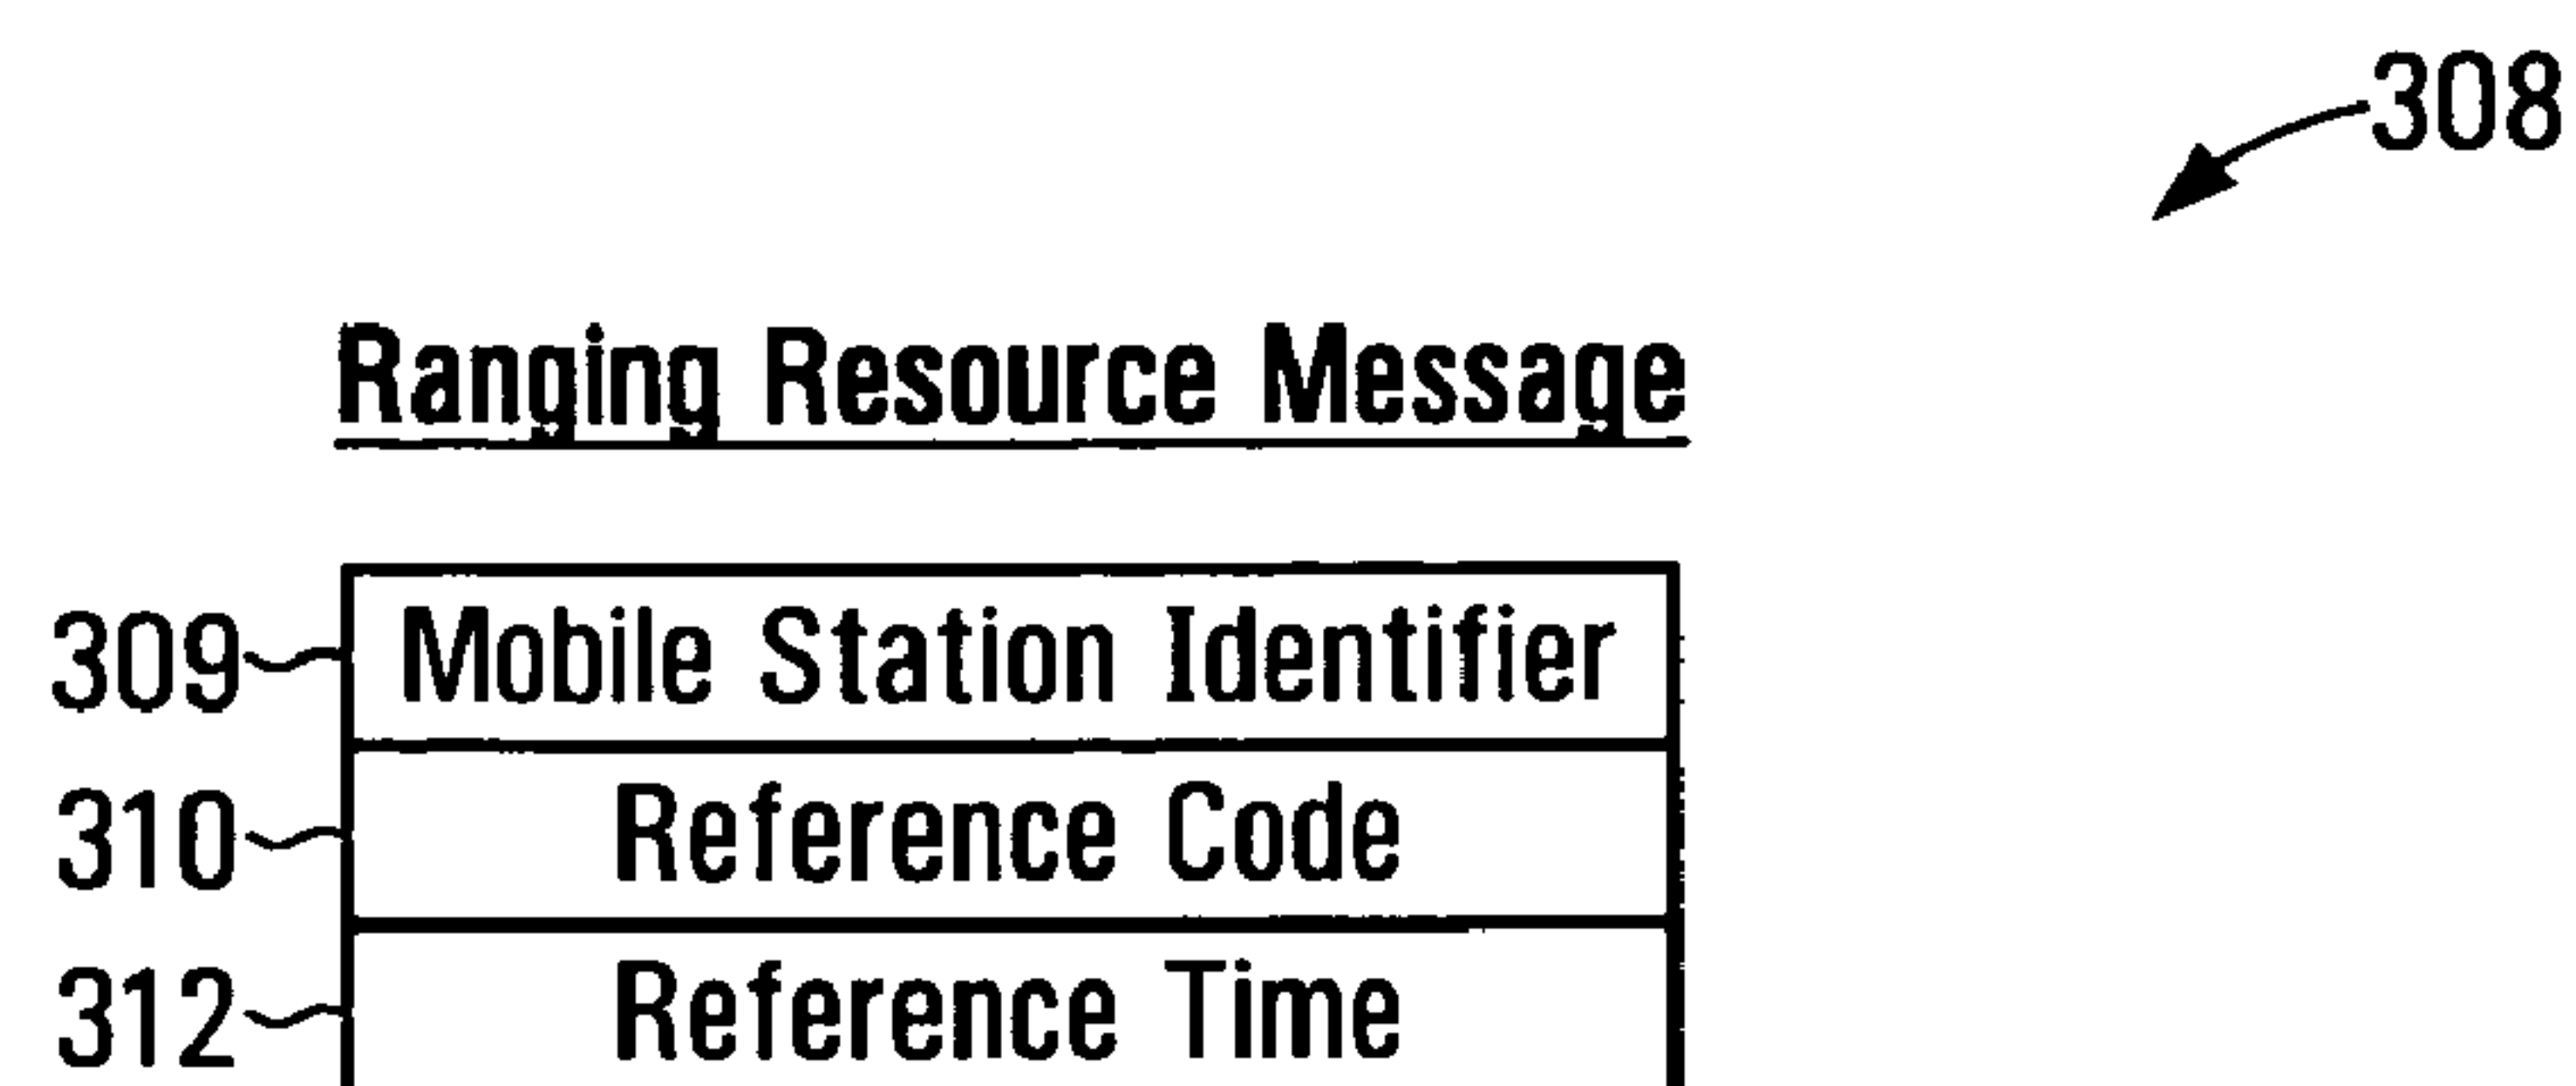 308
Ranging Resource Message
309 Mobile Station Identifier
310 Reference Code
312 Reference Time